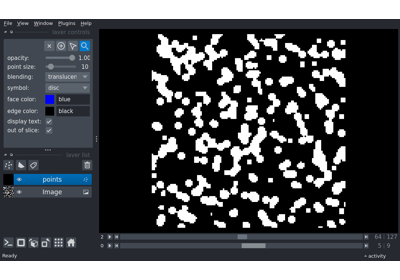 File View Window Plugins Help
layer controls
opacity: 1.00
point size: 10
blending: translucen
symbol: disc
face color: blue
edge color: black
display text:
out of slice:
layer list
points
Image
2 64 127
0 5 9
Ready activity